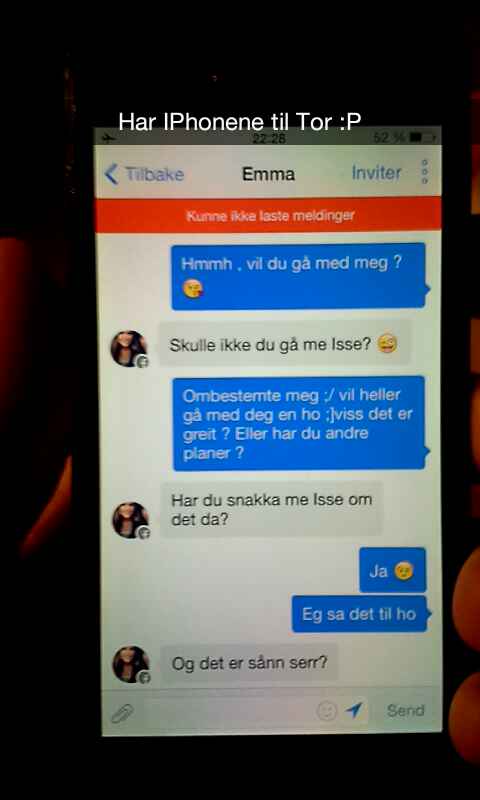 Har IPhonene til Tor :P
22:26 52 %
Tilbake Emma Inviter
Kunne ikke laste meldinger
Hmmh , vil du gå med meg ?
😘
Skulle ikke du gå me Isse? 😜
Ombestemte meg ;/ vil heller
gå med deg en ho ;]viss det er
greit ? Eller har du andre
planer ?
Har du snakka me Isse om
det da?
Ja 😉
Eg sa det til ho
Og det er sånn serr?
Send